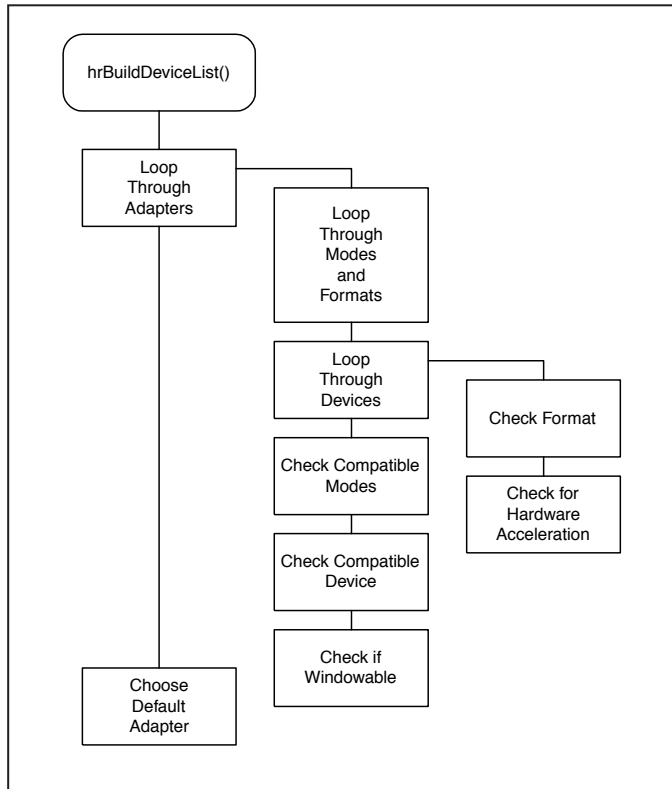 hrBuildDeviceList()
Loop
Through
Adapters
Loop
Through
Modes
and
Formats
Loop
Through
Devices
Check Format
Check Compatible
Modes
Check for
Hardware
Acceleration
Check Compatible
Device
Check if
Windowable
Choose
Default
Adapter